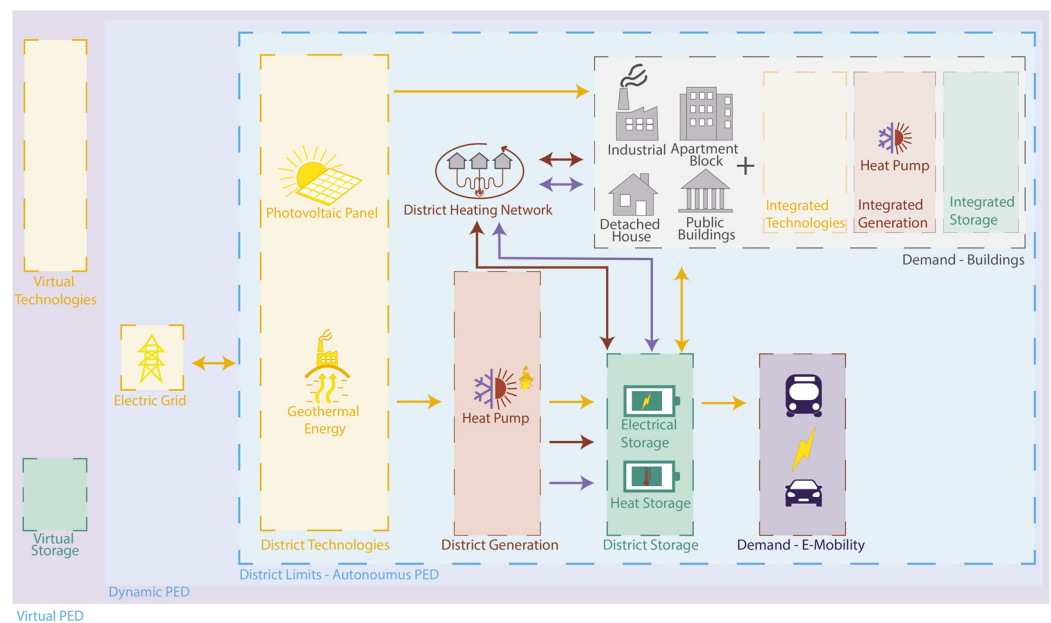 Virtual
Technologies
Electric Grid
Virtual
Storage
Photovoltaic Panel
Geothermal
Energy
District Technologies
District Heating Network
Heat Pump
District Generation
Industrial
Apartment
Block
Detached
House
Public
Buildings
+
Integrated
Technologies
Heat Pump
Integrated
Generation
Integrated
Storage
Demand - Buildings
Electrical
Storage
Heat Storage
District Storage
Demand - E-Mobility
District Limits - Autonoumus PED
Dynamic PED
Virtual PED